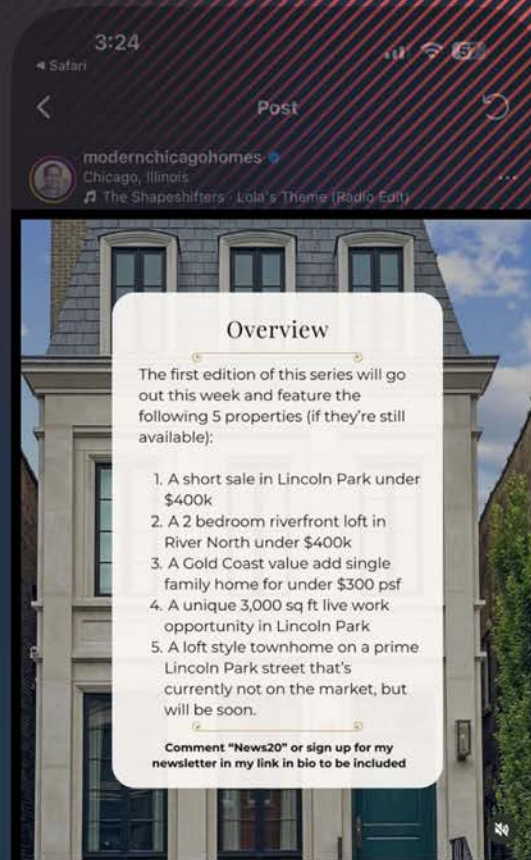 3:24
57
Safari
Post
modernchicagohomes
Chicago, Illinois
The Shapeshifters · Lola's Theme (Radio Edit)
Overview
The first edition of this series will go
out this week and feature the
following 5 properties (if they're still
available):
1. A short sale in Lincoln Park under
$400k
2. A 2 bedroom riverfront loft in
River North under $400k
3. A Gold Coast value add single
family home for under $300 psf
4. A unique 3,000 sq ft live work
opportunity in Lincoln Park
5. A loft style townhome on a prime
Lincoln Park street that's
currently not on the market, but
will be soon.
Comment “News20” or sign up for my
newsletter in my link in bio to be included